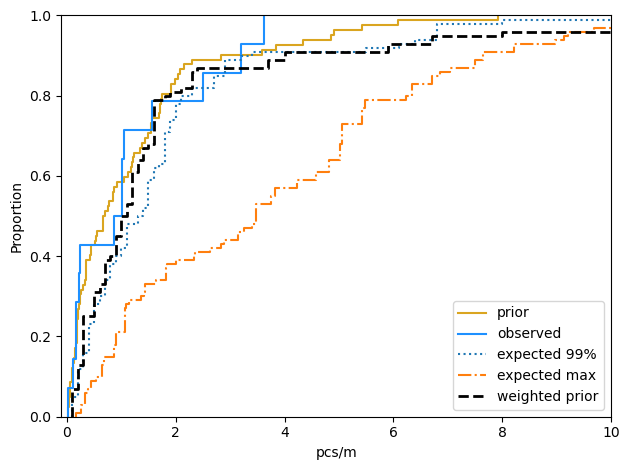 1.0
0.8
0.6
0.4
0.2
0.0
Proportion
0 2 4 6 8 10
pcs/m
prior
observed
expected 99%
expected max
weighted prior